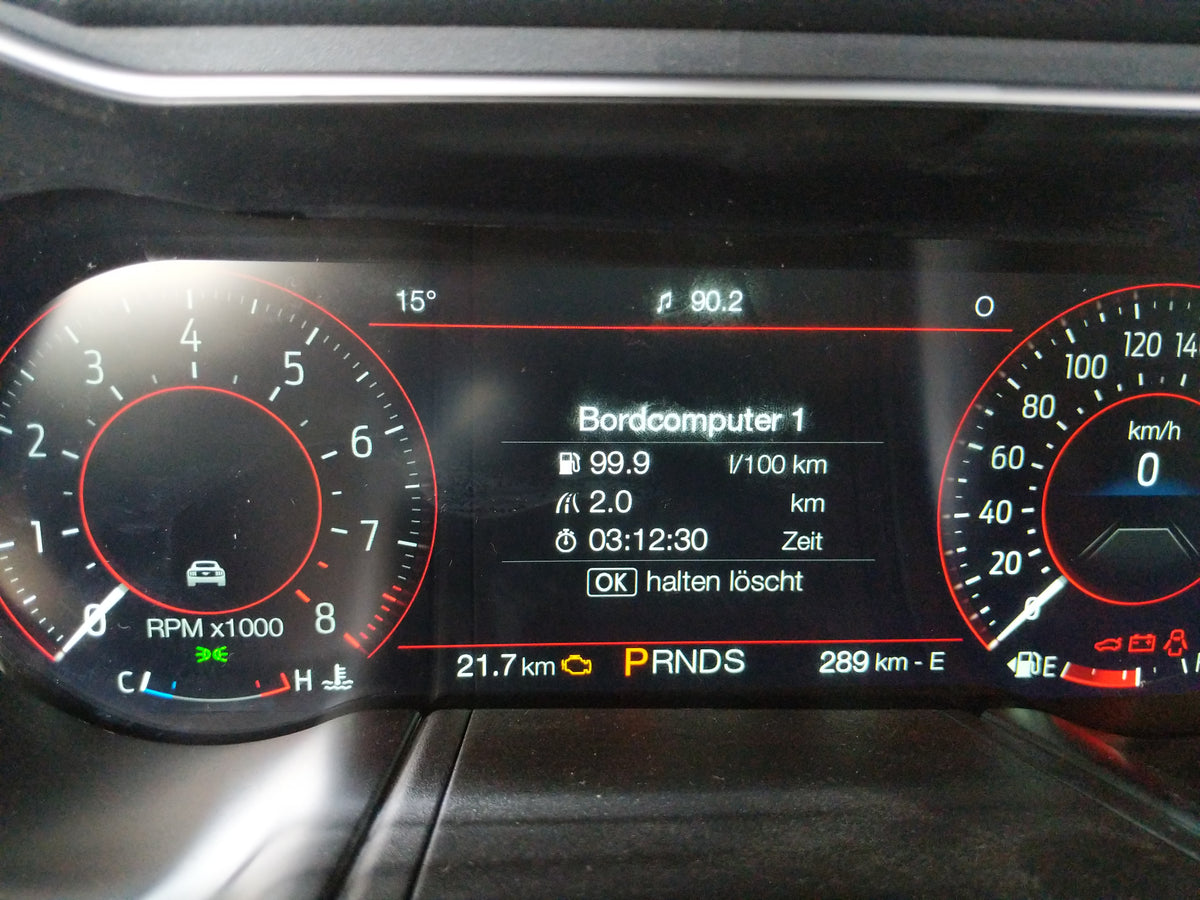 15° 90.2 O
Bordcomputer 1
99.9 l/100 km
2.0 km
03:12:30 Zeit
OK halten löscht
21.7 km PRNDS 289 km - E
0 1 2 3 4 5 6 7 8
RPM x1000
C H
0 20 40 60 80 100 120
km/h
0
E